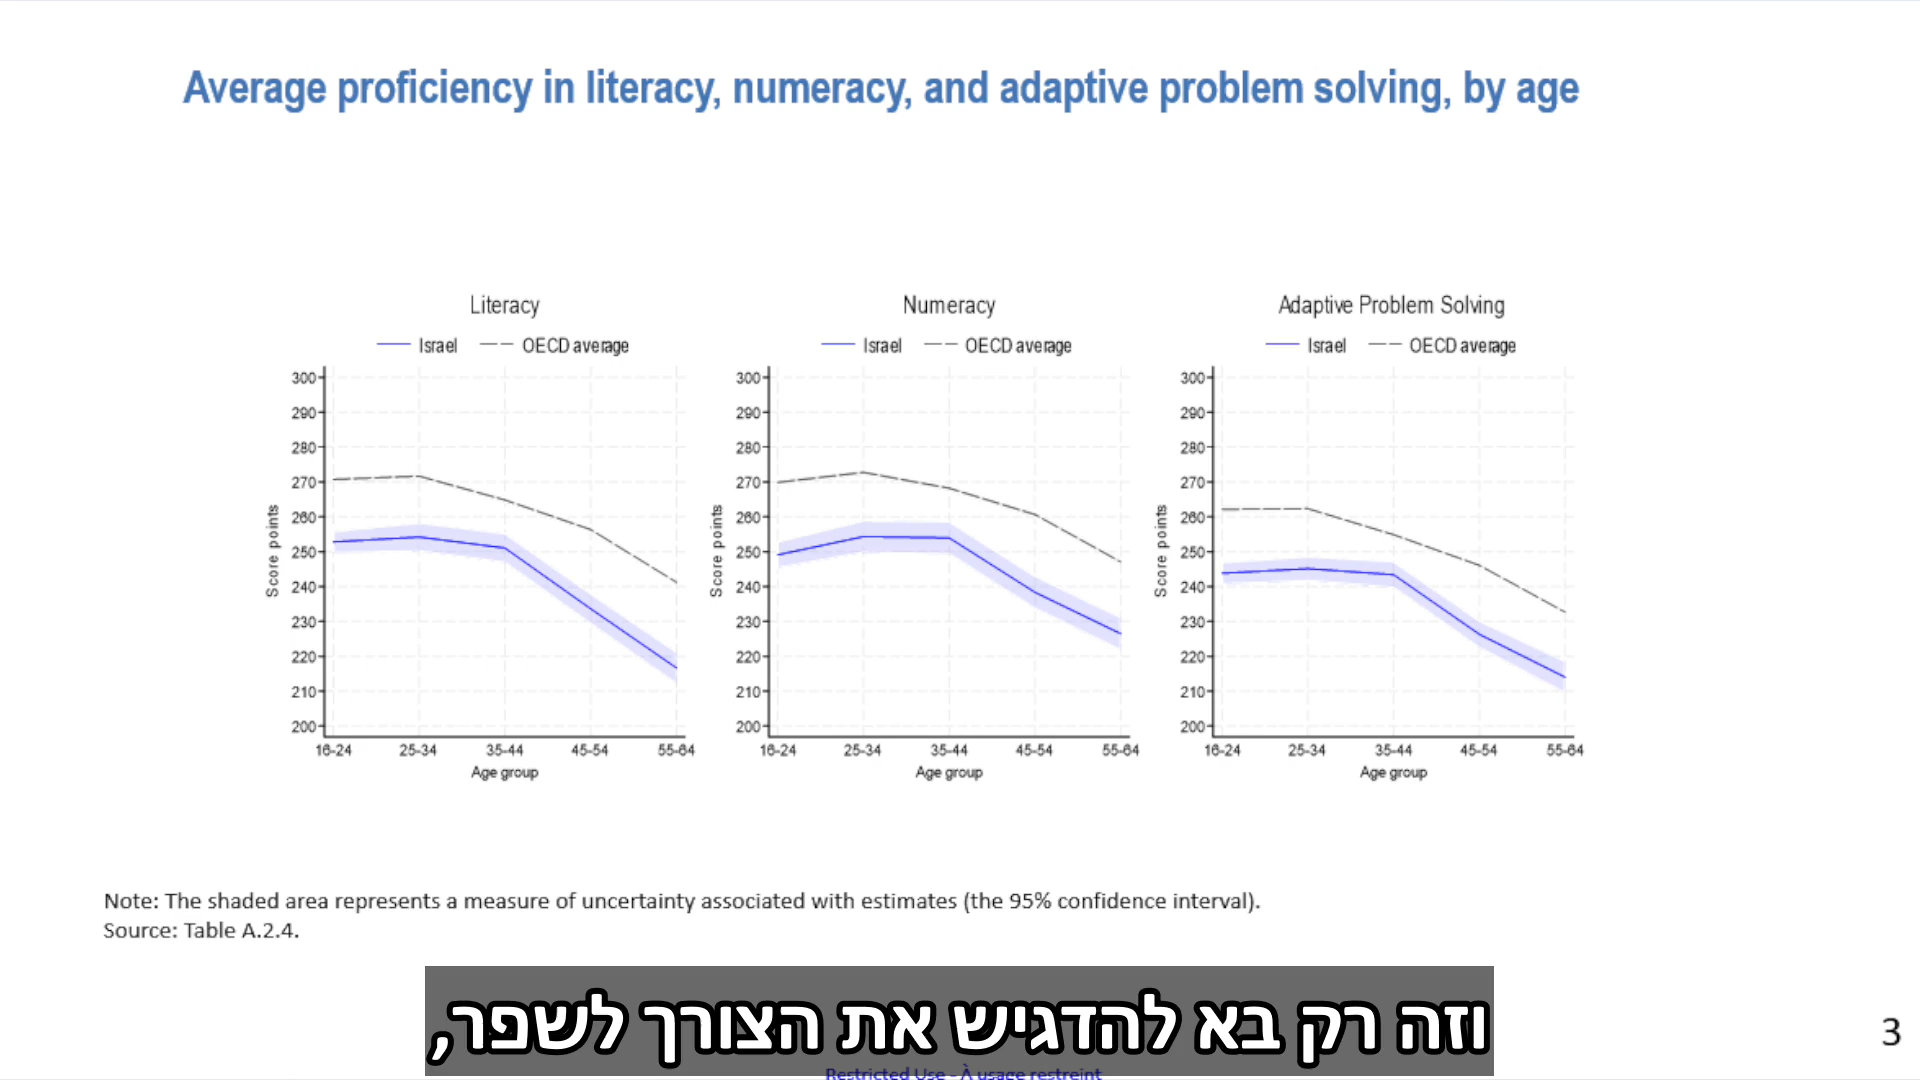 Average proficiency in literacy, numeracy, and adaptive problem solving, by age
Literacy
Israel OECD average
300
290
280
270
260
250
240
230
220
210
200
Score points
16-24 25-34 35-44 45-54 55-64
Age group
Numeracy
Israel OECD average
300
290
280
270
260
250
240
230
220
210
200
Score points
16-24 25-34 35-44 45-54 55-64
Age group
Adaptive Problem Solving
Israel OECD average
300
290
280
270
260
250
240
230
220
210
200
Score points
16-24 25-34 35-44 45-54 55-64
Age group
Note: The shaded area represents a measure of uncertainty associated with estimates (the 95% confidence interval).
Source: Table A.2.4.
וזה רק בא להדגיש את הצורך לשפר,
3
Restricted Use - À usage restreint